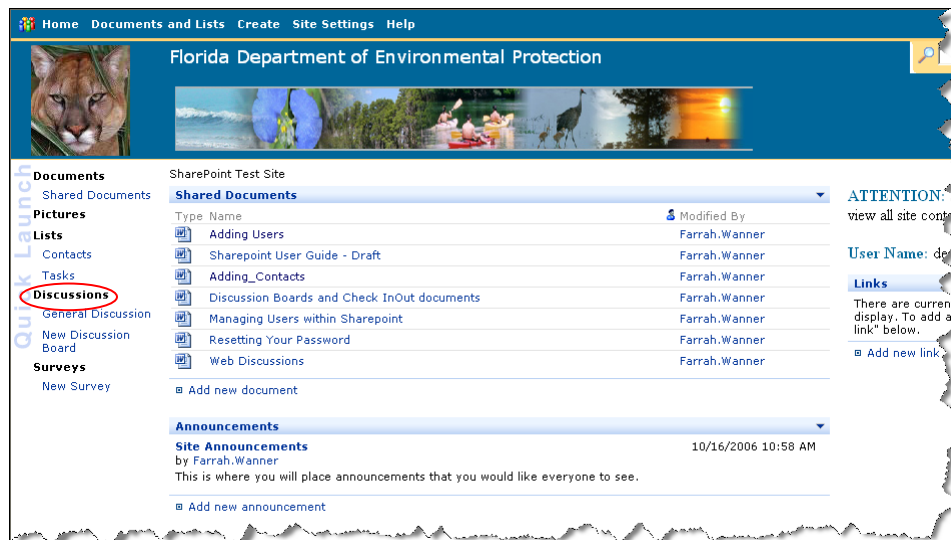 Home Documents and Lists Create Site Settings Help
Florida Department of Environmental Protection
Quick Launch
Documents
Shared Documents
Pictures
Lists
Contacts
Tasks
Discussions
General Discussion
New Discussion
Board
Surveys
New Survey
SharePoint Test Site
Shared Documents
Type Name Modified By
Adding Users Farrah.Wanner
Sharepoint User Guide - Draft Farrah.Wanner
Adding_Contacts Farrah.Wanner
Discussion Boards and Check InOut documents Farrah.Wanner
Managing Users within Sharepoint Farrah.Wanner
Resetting Your Password Farrah.Wanner
Web Discussions Farrah.Wanner
Add new document
Announcements
Site Announcements 10/16/2006 10:58 AM
by Farrah.Wanner
This is where you will place announcements that you would like everyone to see.
Add new announcement
ATTENTION:
view all site
User Name:
Links
There are
display. To add a
link" below.
Add new link